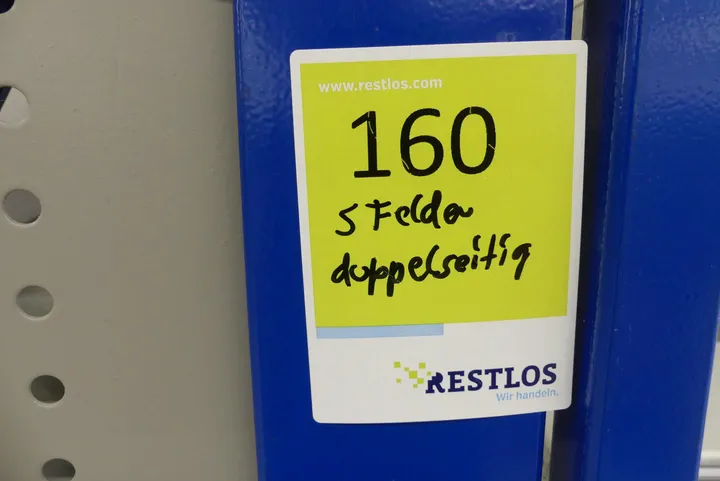 www.restlos.com
160
5 Felder
doppelseitig
RESTLOS
Wir handeln.